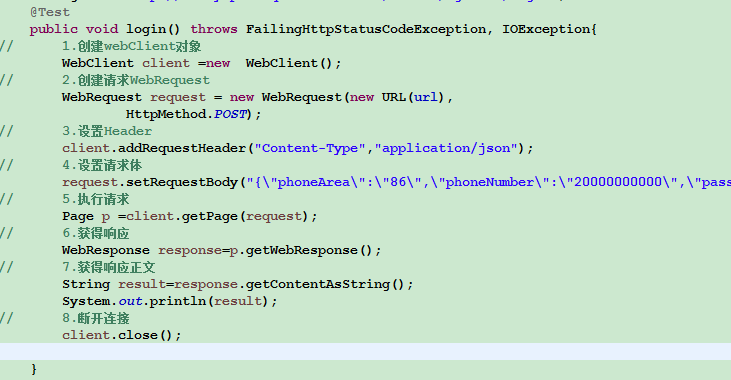 @Test
public void login() throws FailingHttpStatusCodeException, IOException{
// 1.创建webClient对象
WebClient client =new WebClient();
// 2.创建请求WebRequest
WebRequest request = new WebRequest(new URL(url),
HttpMethod.POST);
// 3.设置Header
client.addRequestHeader("Content-Type","application/json");
// 4.设置请求体
request.setRequestBody("{\"phoneArea\":\"86\",\"phoneNumber\":\"20000000000\",\"pass
// 5.执行请求
Page p =client.getPage(request);
// 6.获得响应
WebResponse response=p.getWebResponse();
// 7.获得响应正文
String result=response.getContentAsString();
System.out.println(result);
// 8.断开连接
client.close();
}